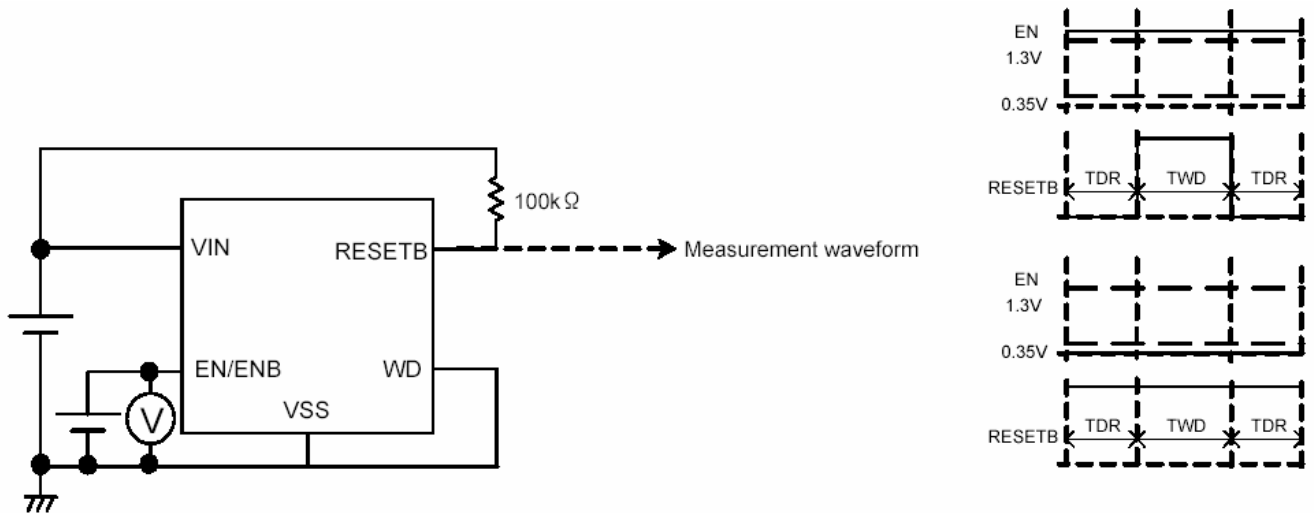 100kΩ
VIN
RESETB
Measurement waveform
EN/ENB
WD
V
VSS
EN
1.3V
0.35V
TDR TWD TDR
RESETB
EN
1.3V
0.35V
TDR TWD TDR
RESETB